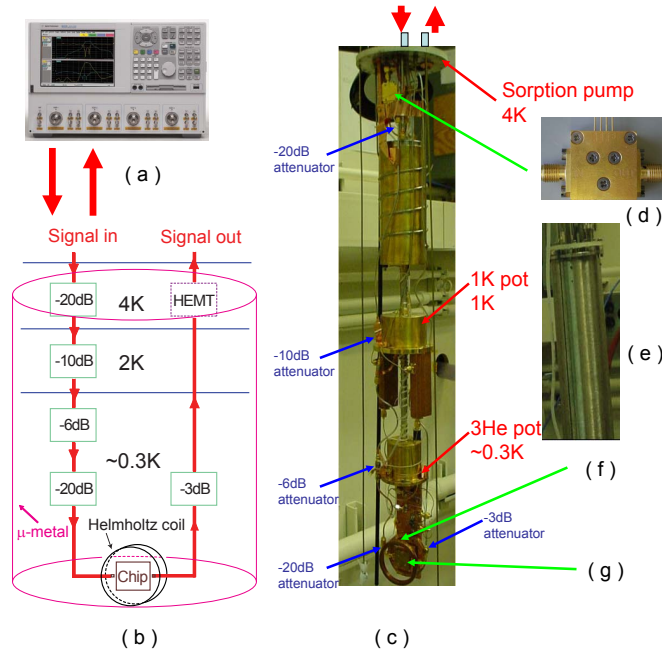 ( a )
Signal in
Signal out
-20dB
4K
HEMT
-10dB
2K
-6dB
~0.3K
-20dB
-3dB
μ-metal
Helmholtz coil
Chip
( b )
Sorption pump
4K
-20dB
attenuator
( d )
1K pot
1K
-10dB
attenuator
( e )
3He pot
~0.3K
-6dB
attenuator
( f )
-3dB
attenuator
-20dB
attenuator
( g )
( c )